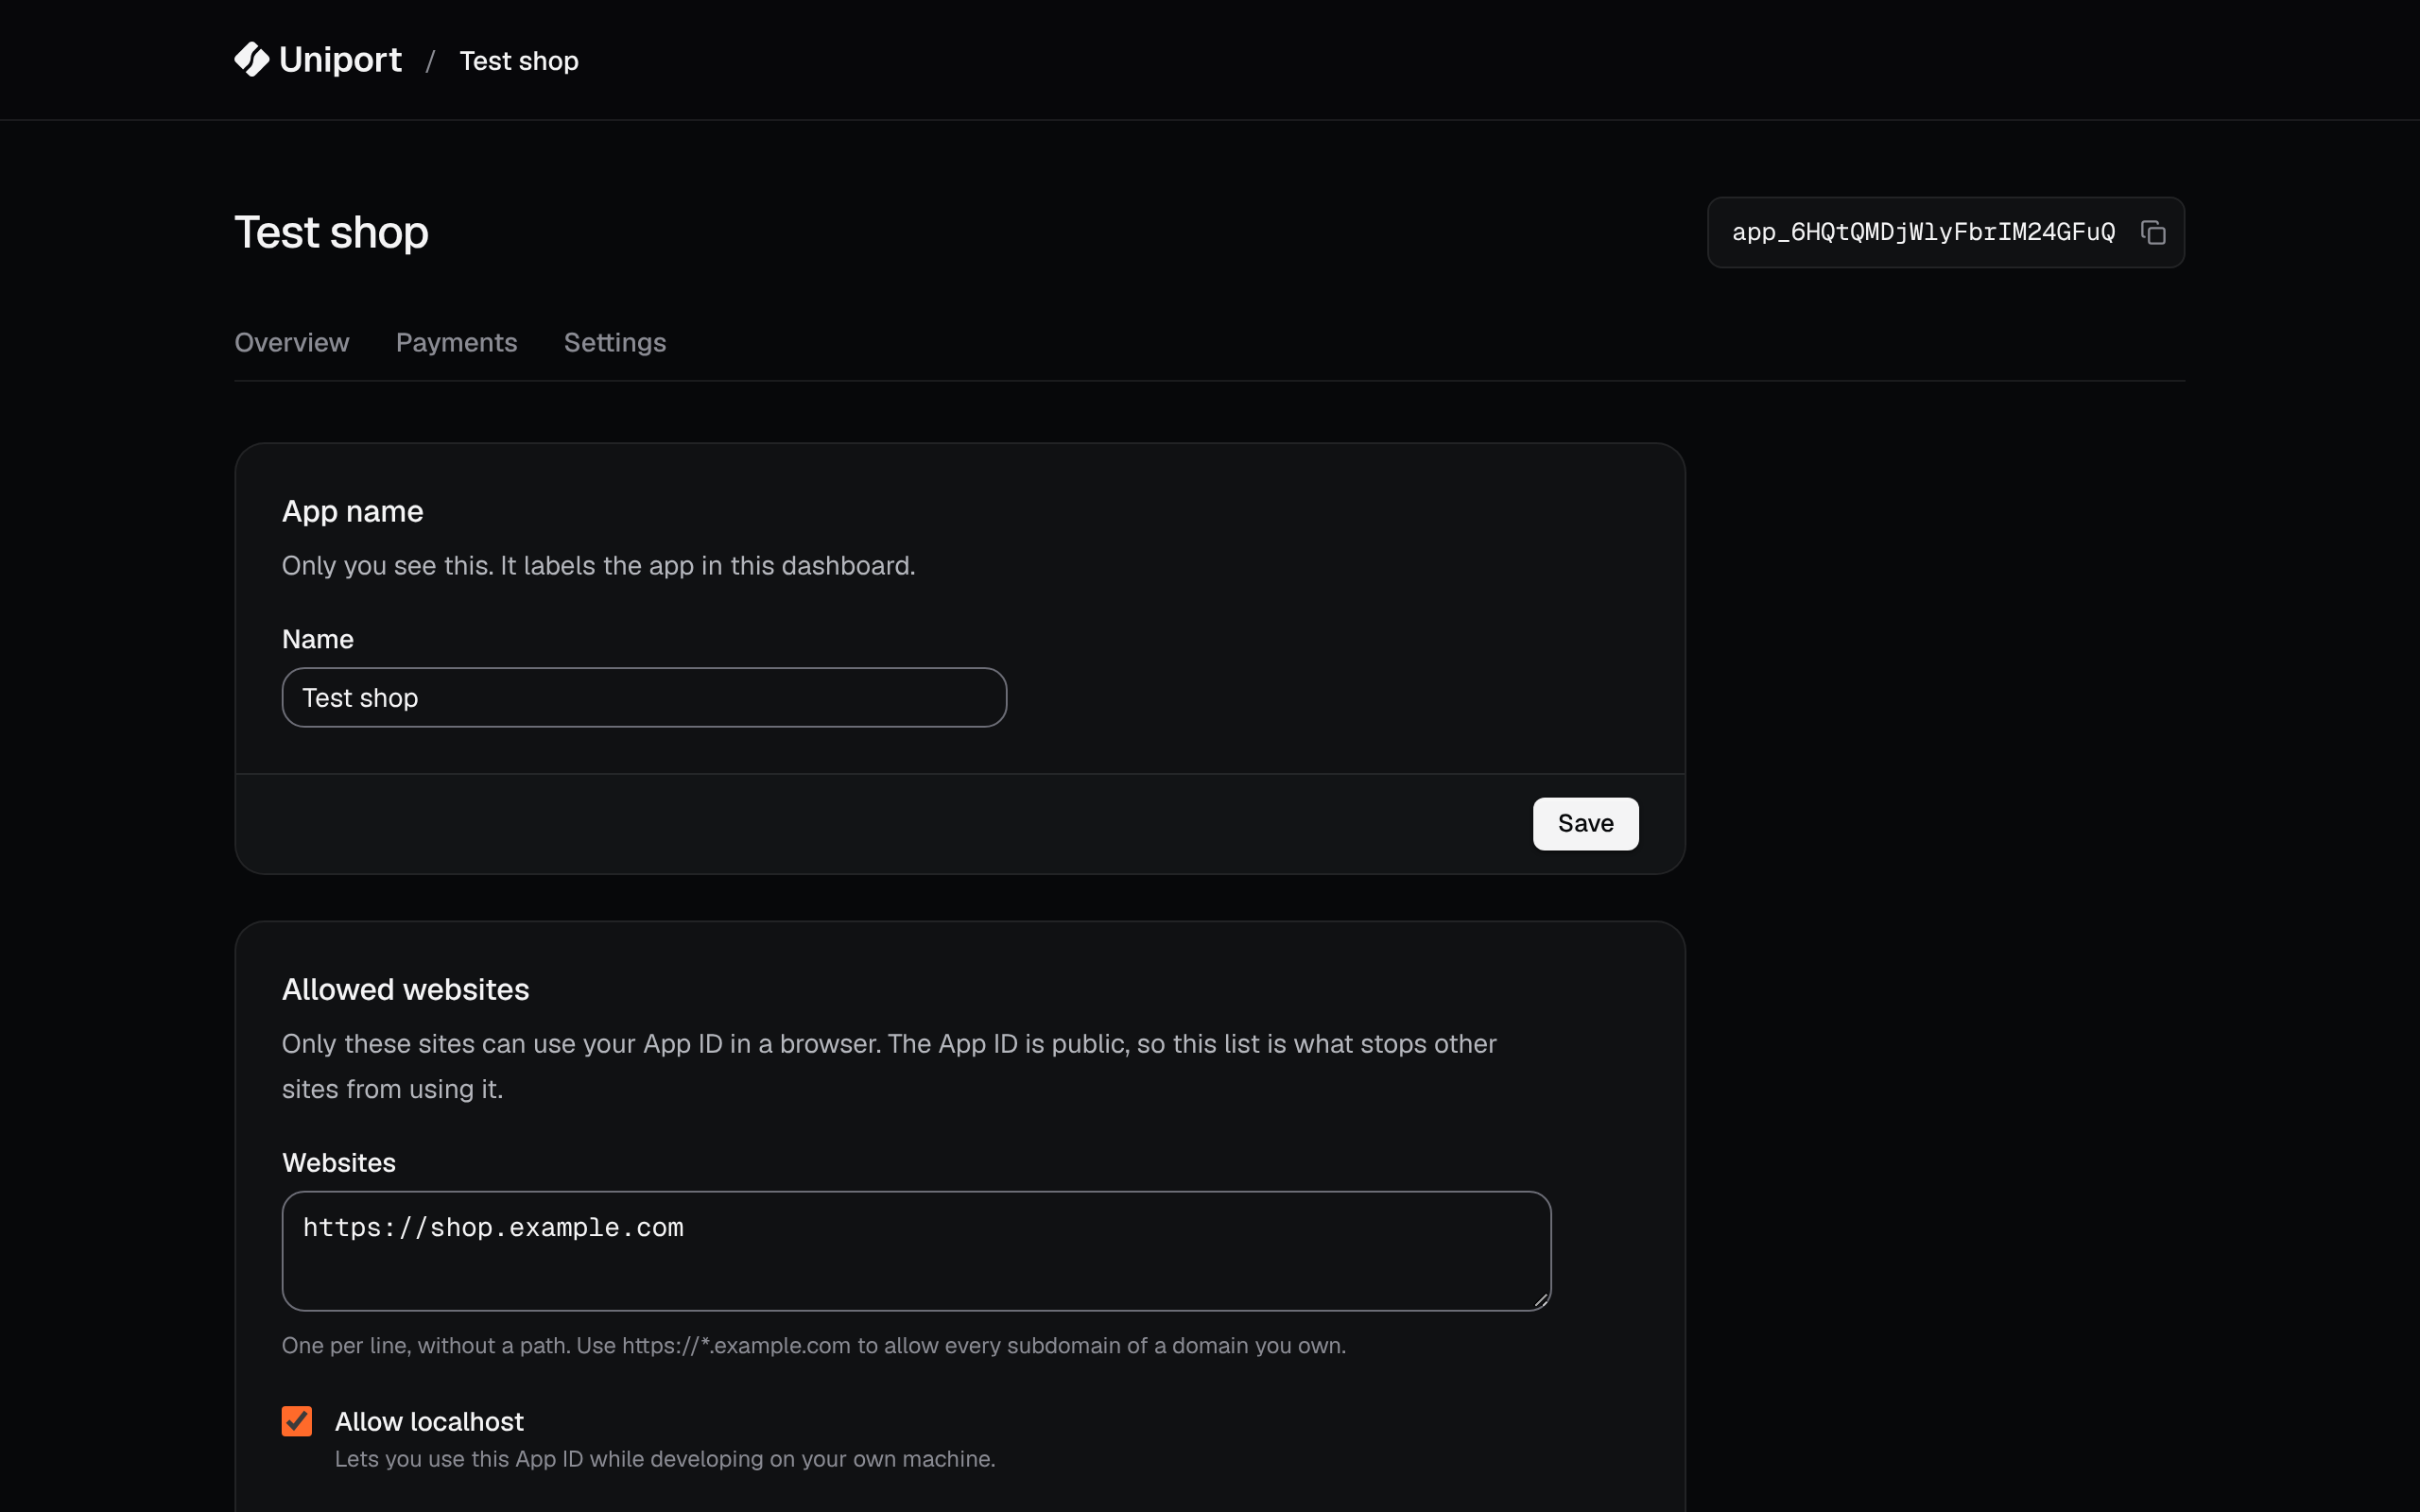 Uniport / Test shop
Test shop
app_6HQtQMDjWlyFbrIM24GFuQ
Overview Payments Settings
App name
Only you see this. It labels the app in this dashboard.
Name
Test shop
Save
Allowed websites
Only these sites can use your App ID in a browser. The App ID is public, so this list is what stops other
sites from using it.
Websites
https://shop.example.com
One per line, without a path. Use https://*.example.com to allow every subdomain of a domain you own.
Allow localhost
Lets you use this App ID while developing on your own machine.